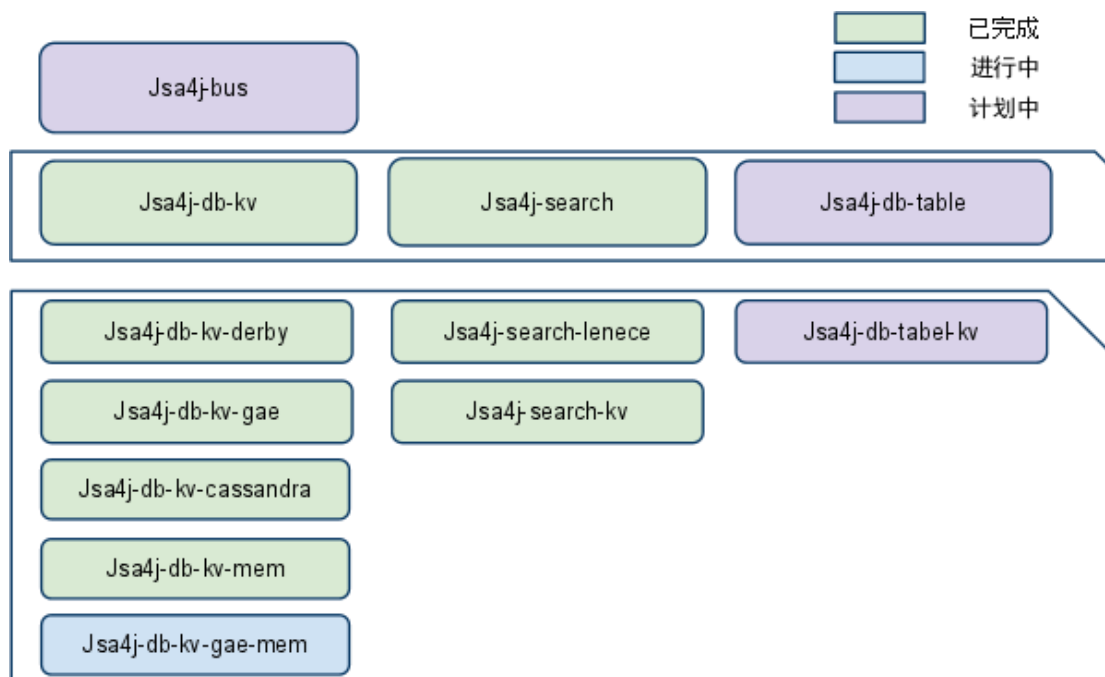 已完成
进行中
计划中
Jsa4j-bus
Jsa4j-db-kv
Jsa4j-search
Jsa4j-db-table
Jsa4j-db-kv-derby
Jsa4j-search-lenece
Jsa4j-db-tabel-kv
Jsa4j-db-kv-gae
Jsa4j-search-kv
Jsa4j-db-kv-cassandra
Jsa4j-db-kv-mem
Jsa4j-db-kv-gae-mem